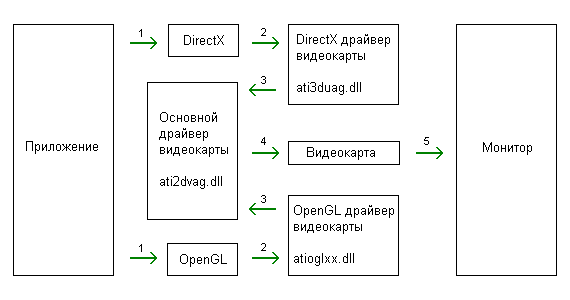 Приложение
1
DirectX
2
DirectX драйвер
видеокарты
ati3duag.dll
3
Основной
драйвер
видеокарты
ati2dvag.dll
4
Видеокарта
5
Монитор
3
OpenGL драйвер
видеокарты
atioglxx.dll
1
OpenGL
2